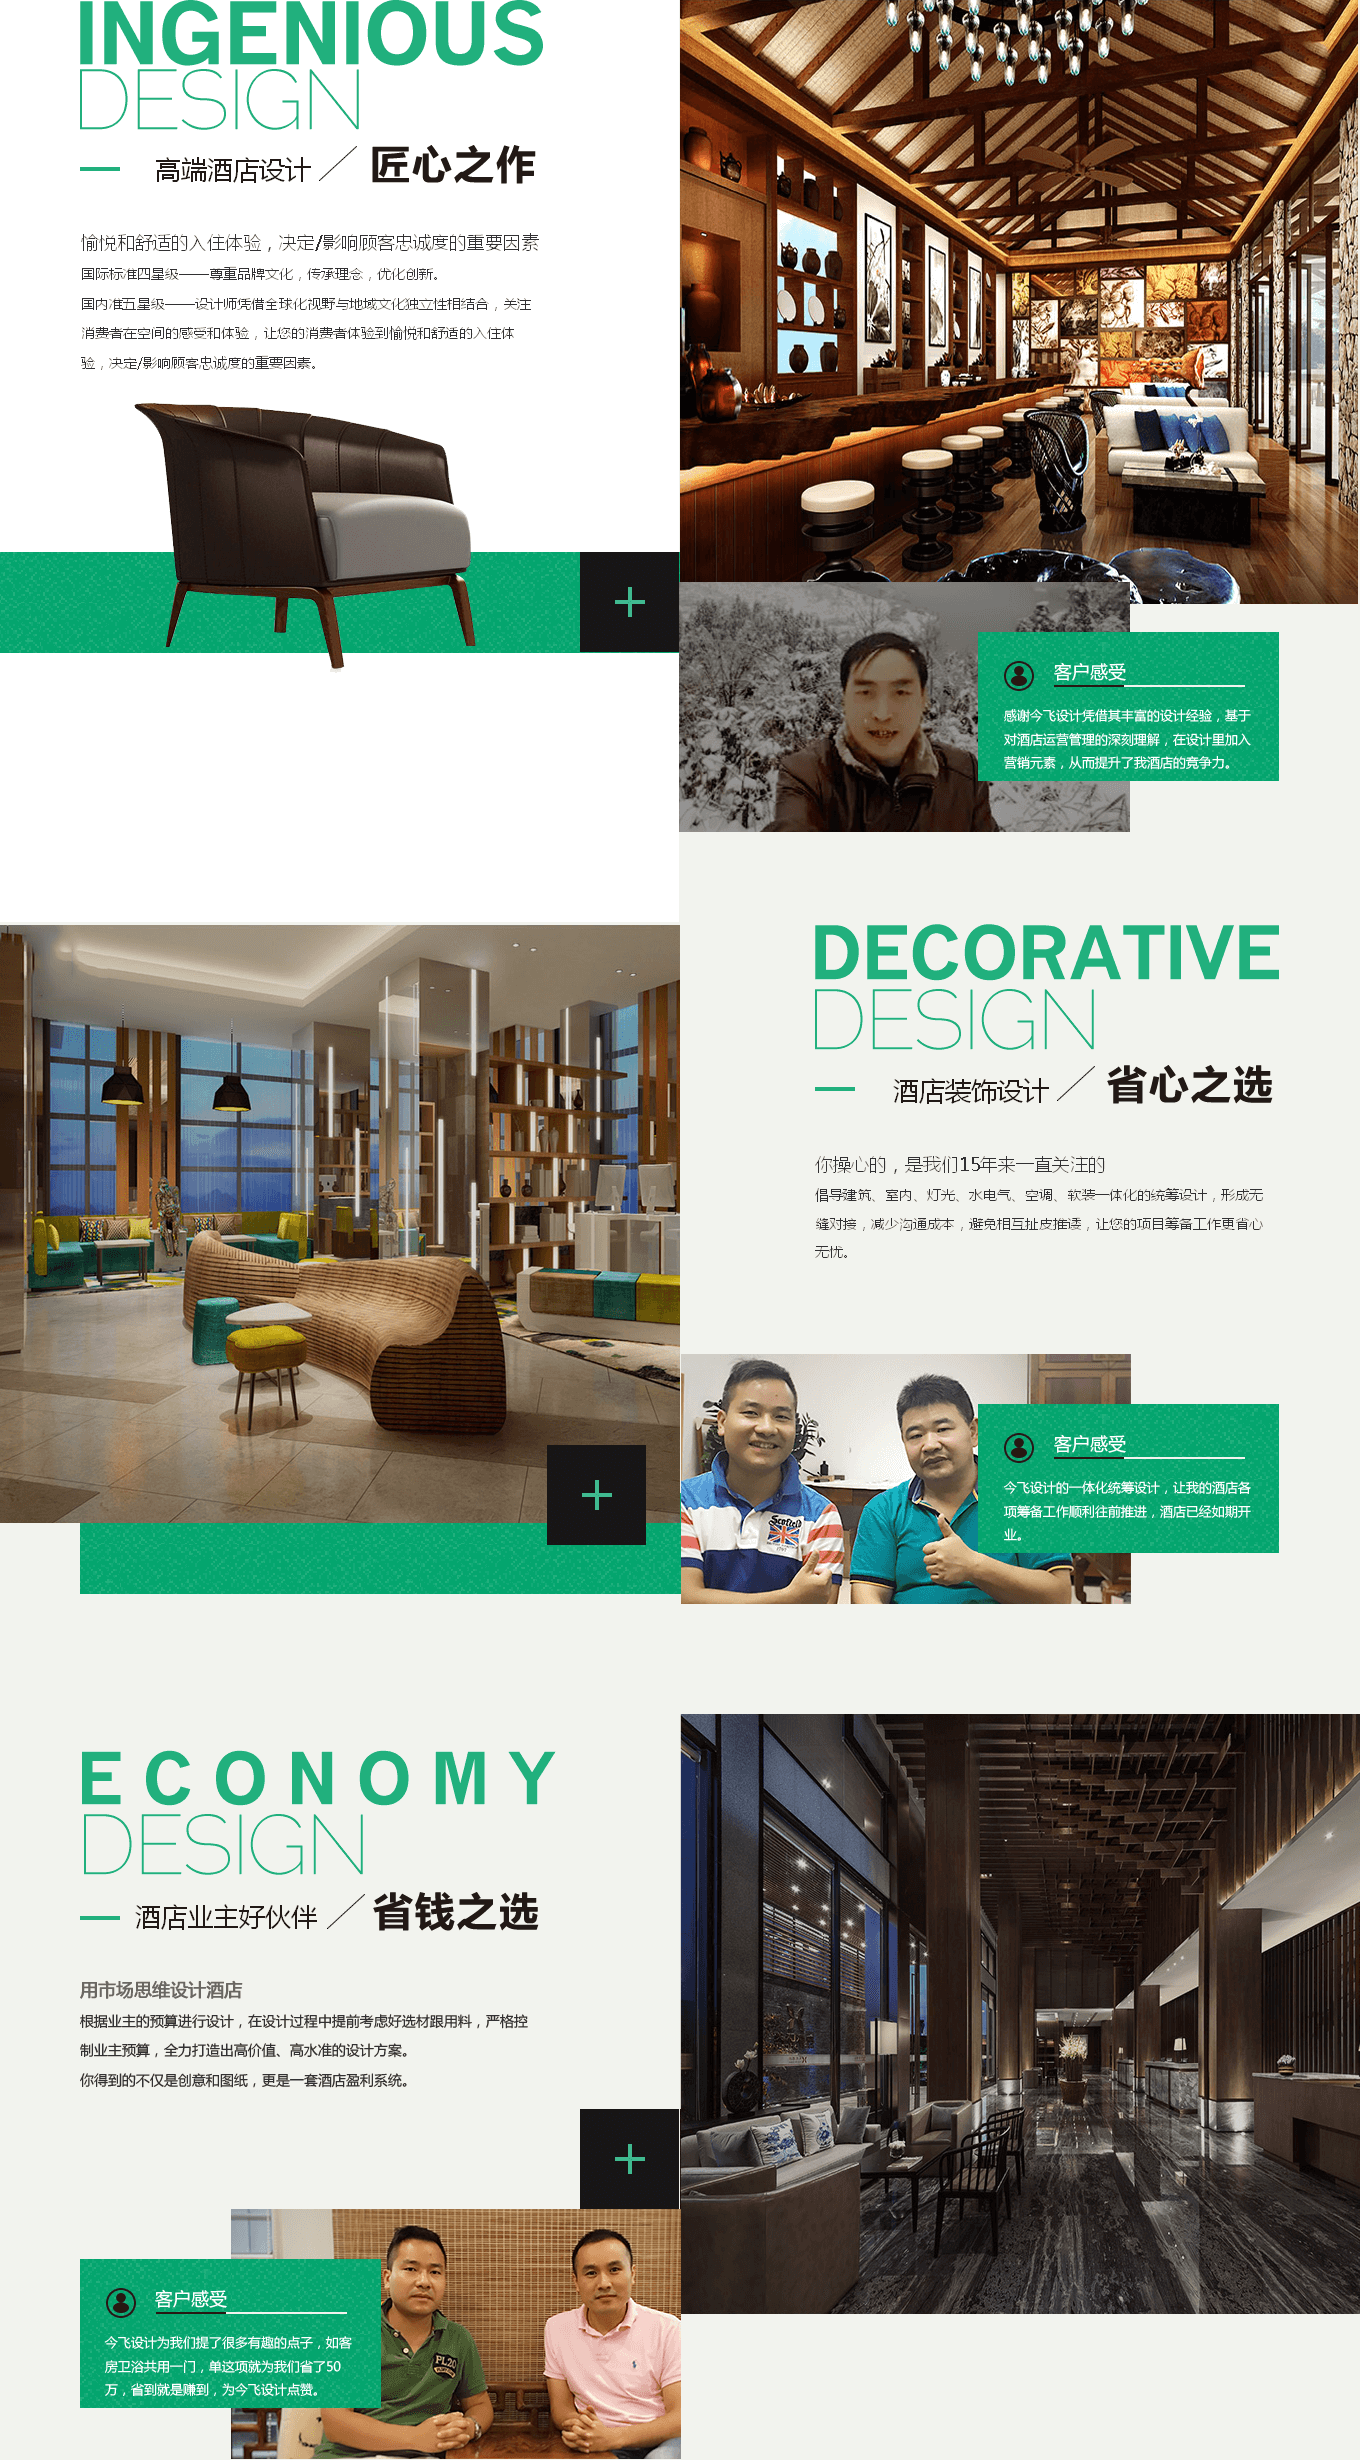 INGENIOUS
DESIGN
高端酒店设计／匠心之作
愉悦和舒适的入住体验，决定/影响顾客忠诚度的重要因素
国际标准四星级——尊重品牌文化，传承理念，优化创新。
国内准五星级——设计师凭借全球化视野与地域文化独立性相结合，关注
消费者在空间的感受和体验，让您的消费者体验到愉悦和舒适的入住体
验，决定/影响顾客忠诚度的重要因素。
客户感受
感谢今飞设计凭借其丰富的设计经验，基于
对酒店运营管理的深刻理解，在设计里加入
营销元素，从而提升了我酒店的竞争力。
DECORATIVE
DESIGN
酒店装饰设计／省心之选
你操心的，是我们15年来一直关注的
倡导建筑、室内、灯光、水电气、空调、软装一体化的统筹设计，形成无
缝对接，减少沟通成本，避免相互扯皮推诿，让您的项目筹备工作更省心
无忧。
Scofield
客户感受
今飞设计的一体化统筹设计，让我的酒店各
项筹备工作顺利往前推进，酒店已经如期开
业。
ECONOMY
DESIGN
酒店业主好伙伴／省钱之选
用市场思维设计酒店
根据业主的预算进行设计，在设计过程中提前考虑好选材跟用料，严格控
制业主预算，全力打造出高价值、高水准的设计方案。
你得到的不仅是创意和图纸，更是一套酒店盈利系统。
客户感受
今飞设计为我们提了很多有趣的点子，如客
房卫浴共用一门，单这项就为我们省了50
万，省到就是赚到，为今飞设计点赞。
PL20